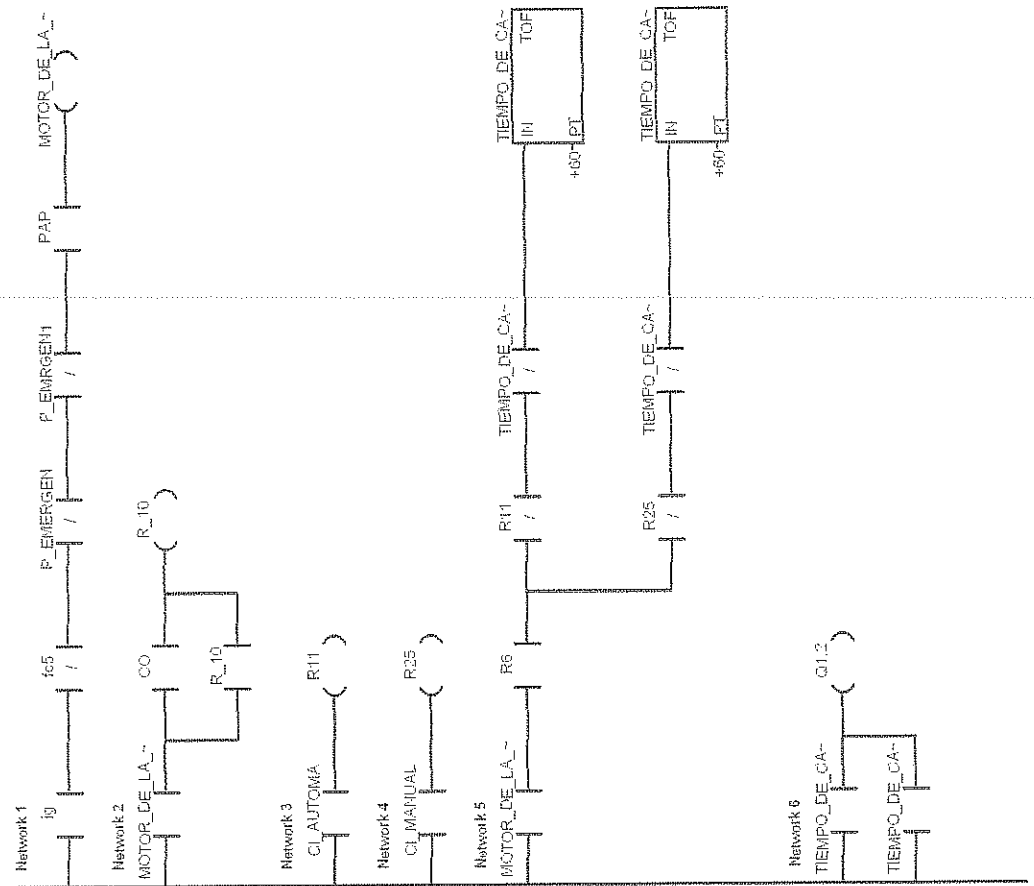 Network 1
ig fc5 P_EMERGEN P_EMRGEN1 PAP MOTOR_DE_LA_~
/ / /
Network 2
MOTOR_DE_LA_~ CO R_10
R_10
Network 3
CI_AUTOMA R11
Network 4
CI_MANUAL R25
Network 5
MOTOR_DE_LA_~ R6 R11 TIEMPO_DE_CA~ TIEMPO_DE_CA~
/ / IN TOF
+60 PT
R25 TIEMPO_DE_CA~ TIEMPO_DE_CA~
/ / IN TOF
+60 PT
Network 6
TIEMPO_DE_CA~ Q1.2
TIEMPO_DE_CA~